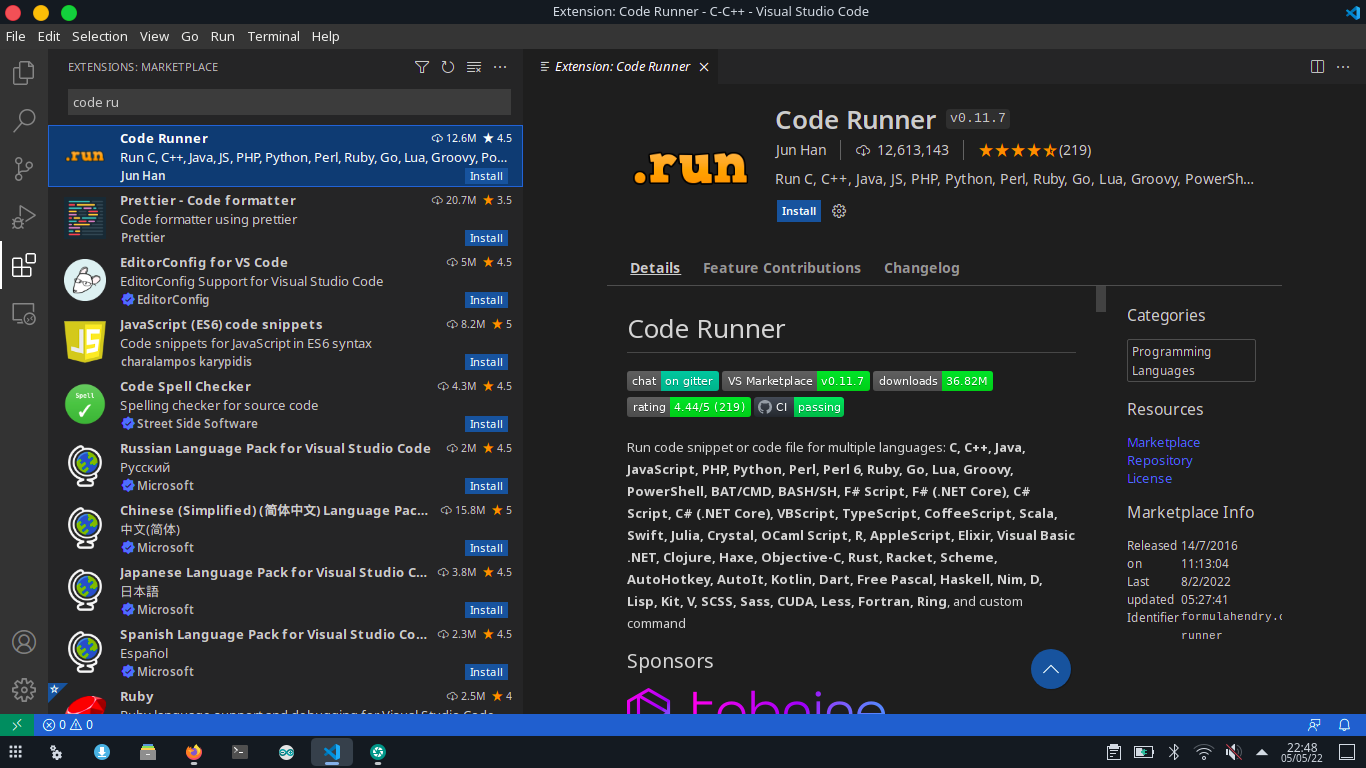 Extension: Code Runner - C-C++ - Visual Studio Code
File Edit Selection View Go Run Terminal Help
EXTENSIONS: MARKETPLACE
code ru
Code Runner 12.6M 4.5
Run C, C++, Java, JS, PHP, Python, Perl, Ruby, Go, Lua, Groovy, Po...
Jun Han Install
.run
Prettier - Code formatter 20.7M 3.5
Code formatter using prettier
Prettier Install
EditorConfig for VS Code 5M 4.5
EditorConfig Support for Visual Studio Code
EditorConfig Install
JavaScript (ES6) code snippets 8.2M 5
Code snippets for JavaScript in ES6 syntax
charalampos karypidis Install
JS
Code Spell Checker 4.3M 4.5
Spelling checker for source code
Street Side Software Install
Spell
Russian Language Pack for Visual Studio Code 2M 4.5
Русский
Microsoft Install
Chinese (Simplified) (简体中文) Language Pac... 15.8M 5
中文(简体)
Microsoft Install
Japanese Language Pack for Visual Studio C... 3.8M 4.5
日本語
Microsoft Install
Spanish Language Pack for Visual Studio Co... 2.3M 4.5
Español
Microsoft Install
Ruby 2.5M 4
Ruby language support and debugging for Visual Studio Code
Extension: Code Runner
.run
Code Runner v0.11.7
Jun Han 12,613,143 (219)
Run C, C++, Java, JS, PHP, Python, Perl, Ruby, Go, Lua, Groovy, PowerSh...
Install
Details Feature Contributions Changelog
Code Runner
chat on gitter VS Marketplace v0.11.7 downloads 36.82M
rating 4.44/5 (219) CI passing
Run code snippet or code file for multiple languages: C, C++, Java,
JavaScript, PHP, Python, Perl, Perl 6, Ruby, Go, Lua, Groovy,
PowerShell, BAT/CMD, BASH/SH, F# Script, F# (.NET Core), C#
Script, C# (.NET Core), VBScript, TypeScript, CoffeeScript, Scala,
Swift, Julia, Crystal, OCaml Script, R, AppleScript, Elixir, Visual Basic
.NET, Clojure, Haxe, Objective-C, Rust, Racket, Scheme,
AutoHotkey, AutoIt, Kotlin, Dart, Free Pascal, Haskell, Nim, D,
Lisp, Kit, V, SCSS, Sass, CUDA, Less, Fortran, Ring, and custom
command
Sponsors
tabnine
Categories
Programming
Languages
Resources
Marketplace
Repository
License
Marketplace Info
Released 14/7/2016
on 11:13:04
Last 8/2/2022
updated 05:27:41
Identifier formulahendry.c
runner
0 0
22:48
05/05/22